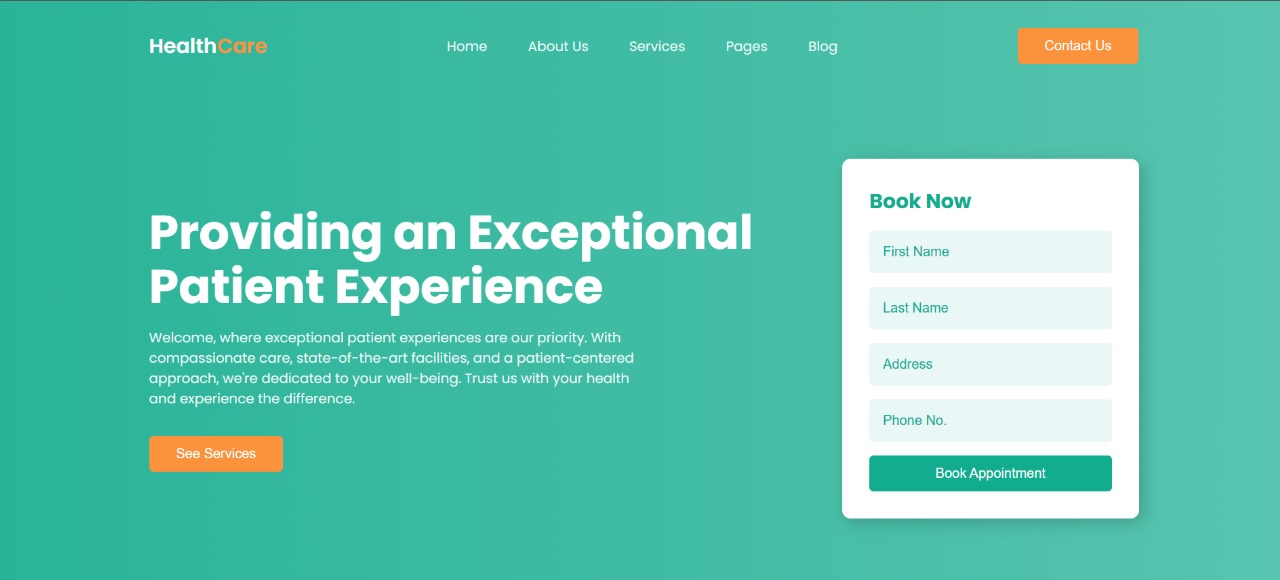 HealthCare
Home
About Us
Services
Pages
Blog
Contact Us
Providing an Exceptional
Patient Experience
Welcome, where exceptional patient experiences are our priority. With
compassionate care, state-of-the-art facilities, and a patient-centered
approach, we're dedicated to your well-being. Trust us with your health
and experience the difference.
See Services
Book Now
First Name
Last Name
Address
Phone No.
Book Appointment